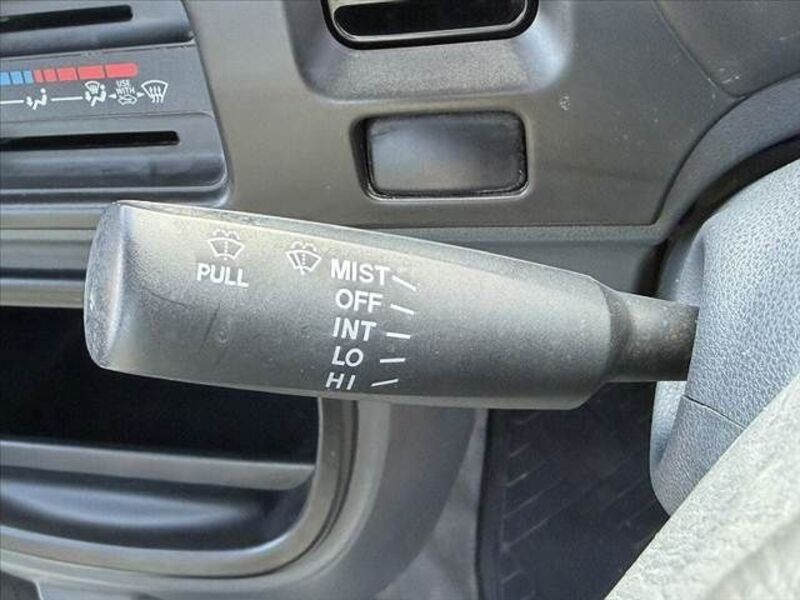 USE
WITH
PULL
MIST
OFF
INT
LO
HI